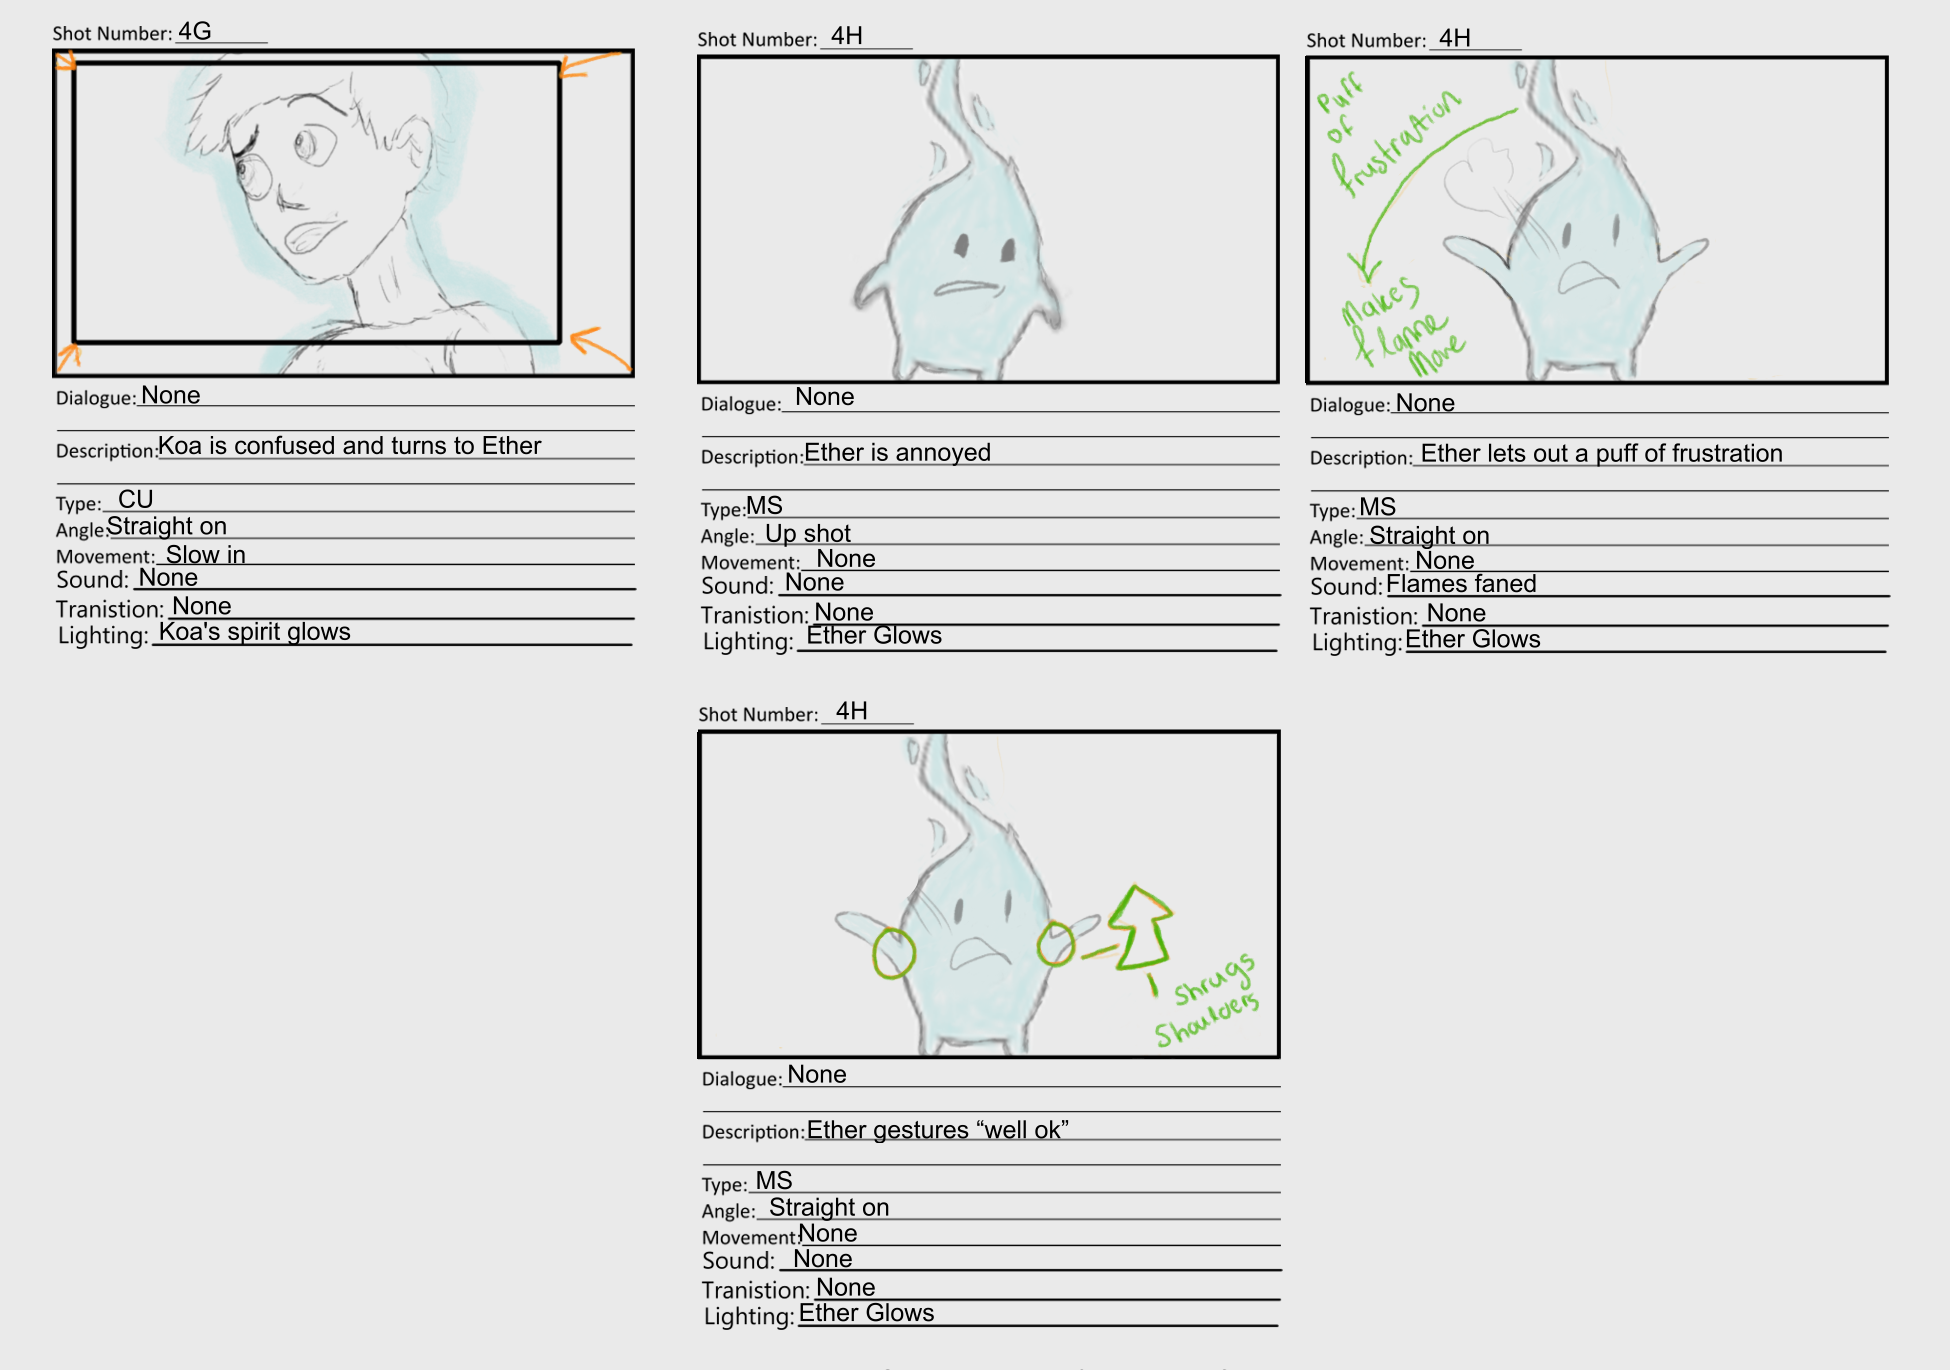 Shot Number: 4G
Dialogue: None
Description: Koa is confused and turns to Ether
Type: CU
Angle: Straight on
Movement: Slow in
Sound: None
Tranistion: None
Lighting: Koa's spirit glows
Shot Number: 4H
Dialogue: None
Description: Ether is annoyed
Type: MS
Angle: Up shot
Movement: None
Sound: None
Tranistion: None
Lighting: Ether Glows
Shot Number: 4H
Puff
of
frustration
Makes
flame
Move
Dialogue: None
Description: Ether lets out a puff of frustration
Type: MS
Angle: Straight on
Movement: None
Sound: Flames faned
Tranistion: None
Lighting: Ether Glows
Shot Number: 4H
Shrugs
Shoulders
Dialogue: None
Description: Ether gestures “well ok”
Type: MS
Angle: Straight on
Movement: None
Sound: None
Tranistion: None
Lighting: Ether Glows